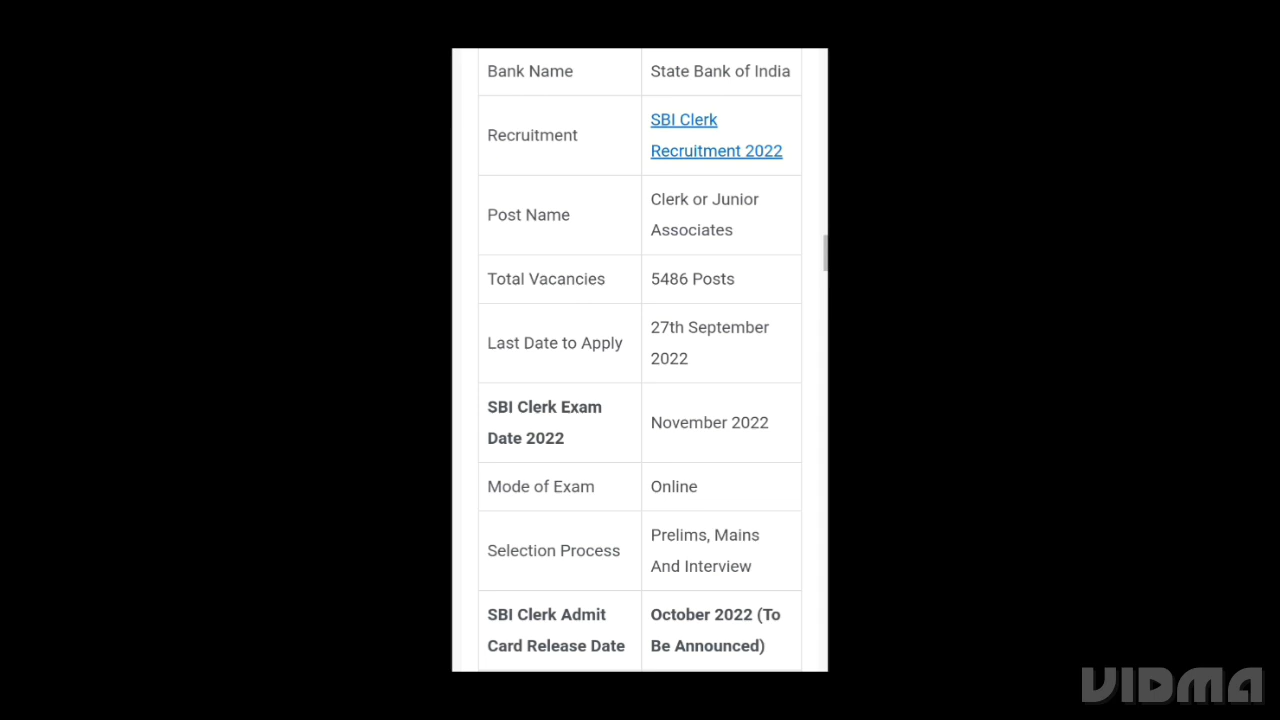 Bank Name
State Bank of India
Recruitment
SBI Clerk
Recruitment 2022
Post Name
Clerk or Junior
Associates
Total Vacancies
5486 Posts
Last Date to Apply
27th September
2022
SBI Clerk Exam
Date 2022
November 2022
Mode of Exam
Online
Selection Process
Prelims, Mains
And Interview
SBI Clerk Admit
Card Release Date
October 2022 (To
Be Announced)
VIDMA